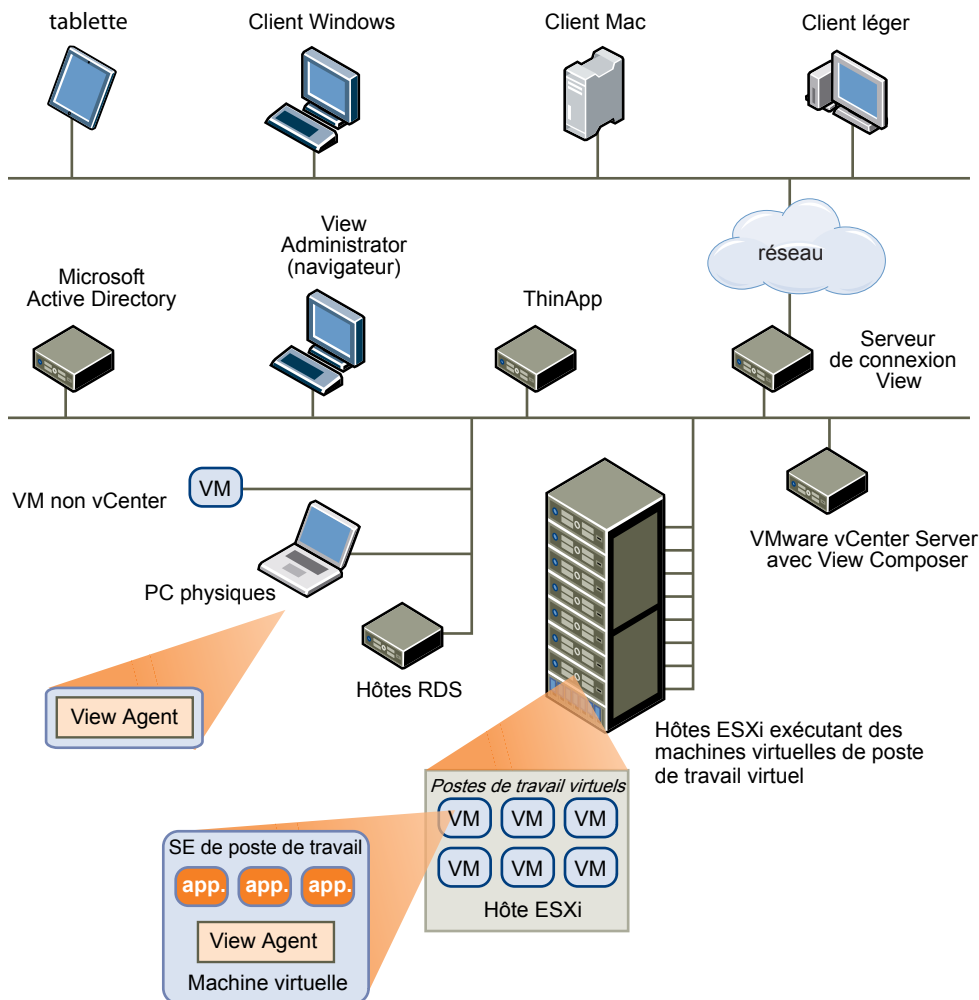 tablette
Client Windows
Client Mac
Client léger
View
Administrator
(navigateur)
réseau
Microsoft
Active Directory
ThinApp
Serveur
de connexion
View
VM non vCenter
VM
VMware vCenter Server
avec View Composer
PC physiques
Hôtes RDS
View Agent
Hôtes ESXi exécutant des
machines virtuelles de poste
de travail virtuel
Postes de travail virtuels
VM VM VM
VM VM VM
Hôte ESXi
SE de poste de travail
app. app. app.
View Agent
Machine virtuelle